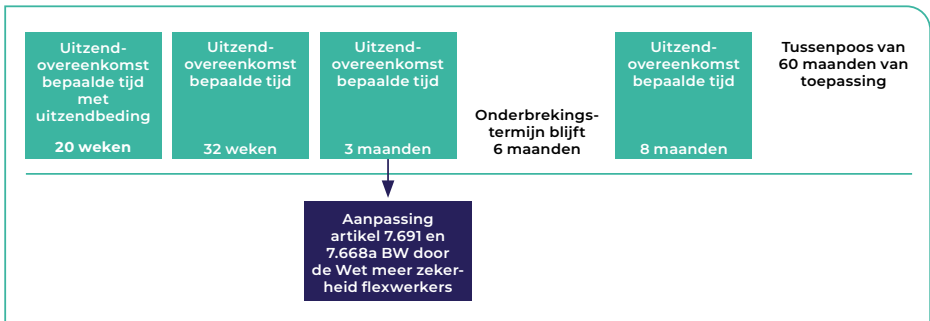 Uitzend-
overeenkomst
bepaalde tijd
met
uitzendbeding
20 weken
Uitzend-
overeenkomst
bepaalde tijd
32 weken
Uitzend-
overeenkomst
bepaalde tijd
3 maanden
Onderbrekings-
termijn blijft
6 maanden
Uitzend-
overeenkomst
bepaalde tijd
8 maanden
Tussenpoos van
60 maanden van
toepassing
Aanpassing
artikel 7.691 en
7.668a BW door
de Wet meer zeker-
heid flexwerkers